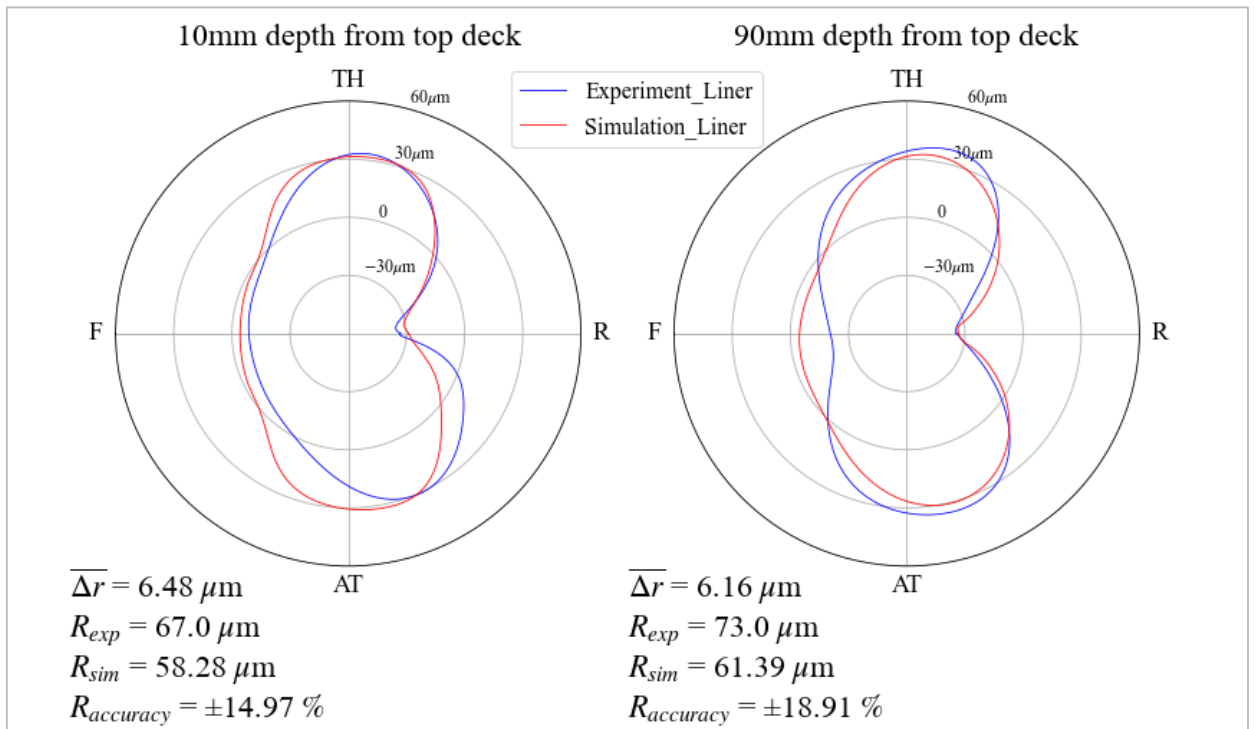 10mm depth from top deck
90mm depth from top deck
Experiment_Liner
Simulation_Liner
TH
60μm
30μm
0
−30μm
F
R
AT
TH
60μm
30μm
0
−30μm
F
R
AT
Δr = 6.48 μm
R_exp = 67.0 μm
R_sim = 58.28 μm
R_accuracy = ±14.97 %
Δr = 6.16 μm
R_exp = 73.0 μm
R_sim = 61.39 μm
R_accuracy = ±18.91 %